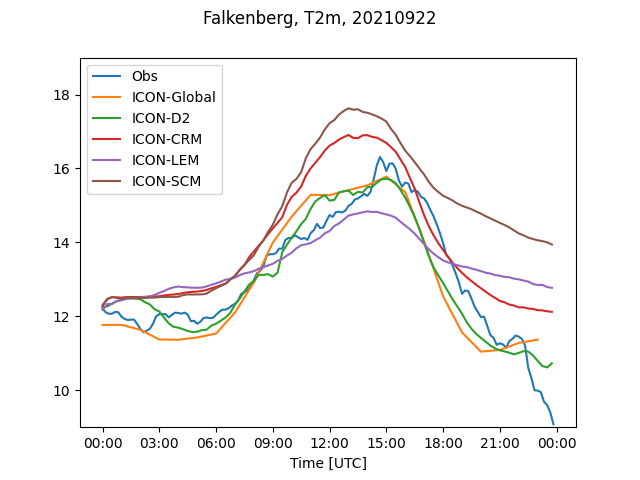 Falkenberg, T2m, 20210922
Obs
ICON-Global
ICON-D2
ICON-CRM
ICON-LEM
ICON-SCM
18
16
14
12
10
00:00 03:00 06:00 09:00 12:00 15:00 18:00 21:00 00:00
Time [UTC]